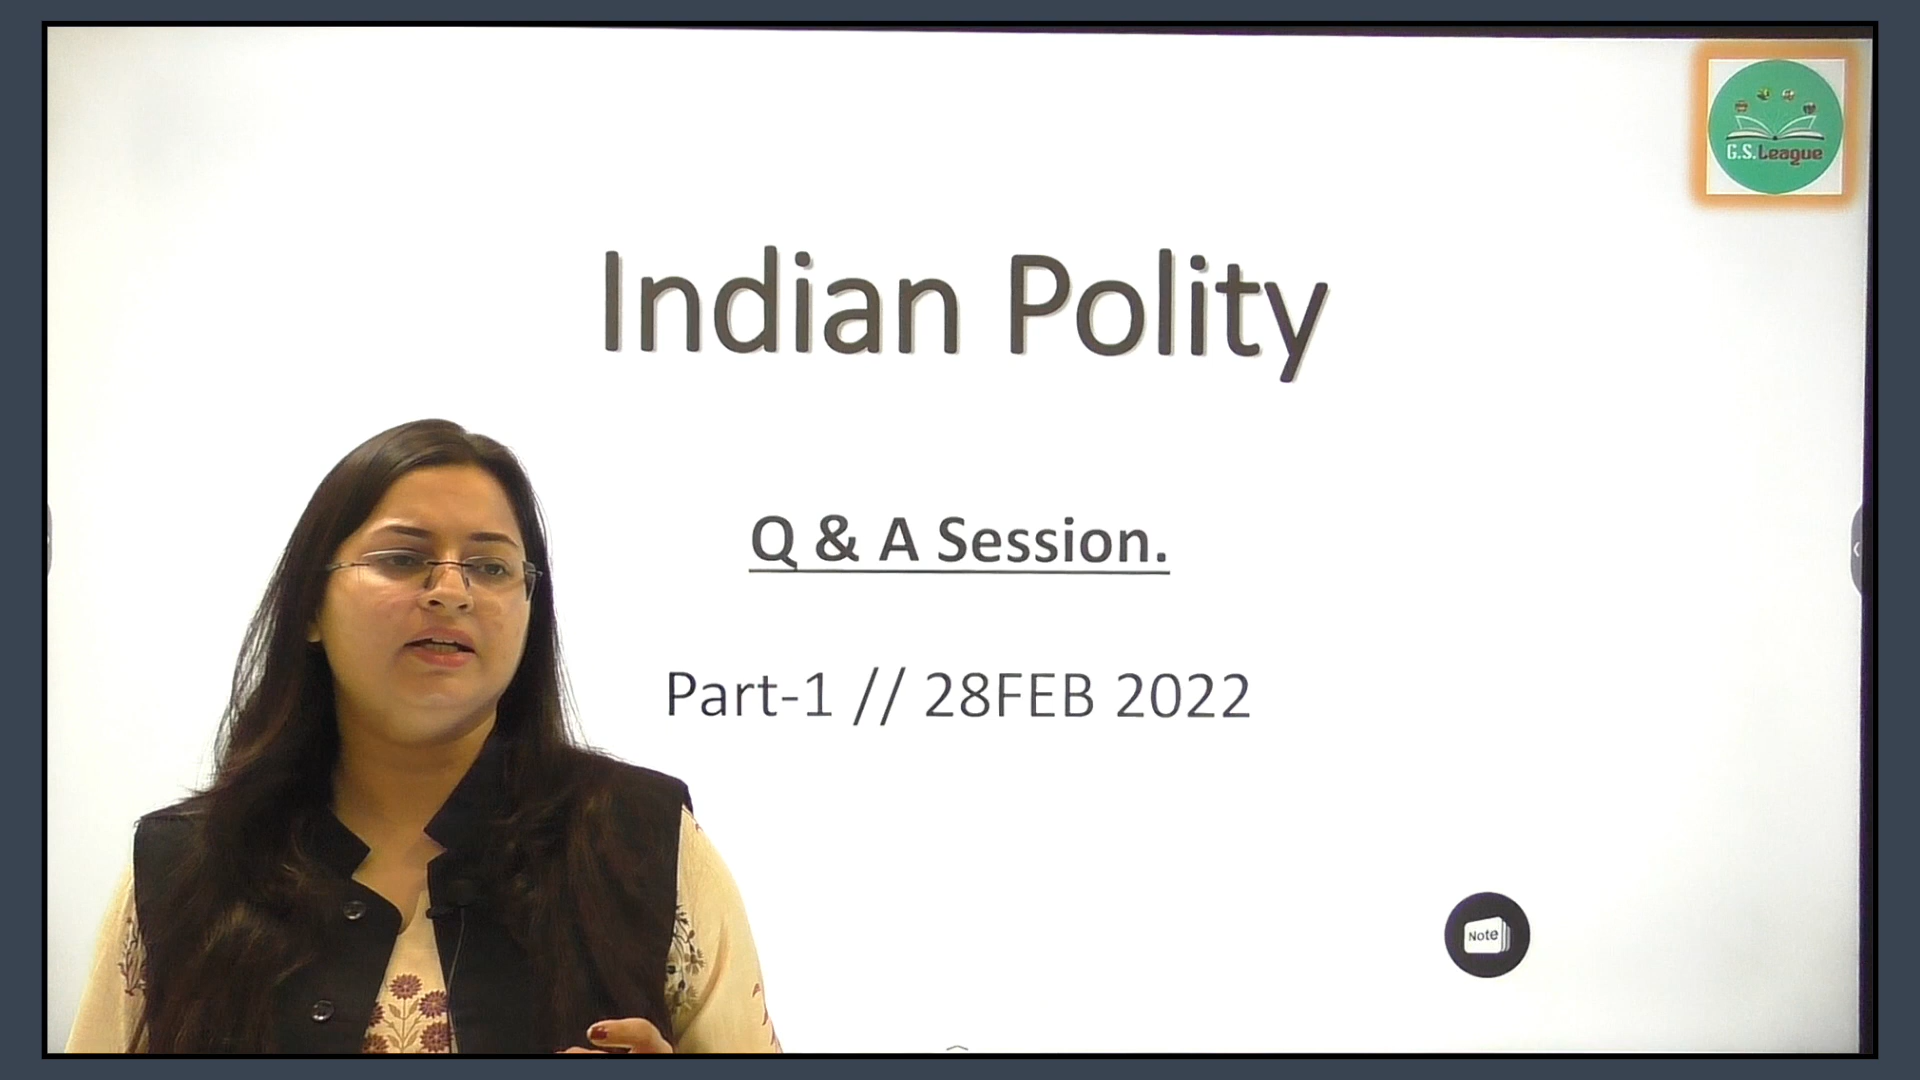 G.S.League
Indian Polity
Q & A Session.
Part-1 // 28FEB 2022
Note